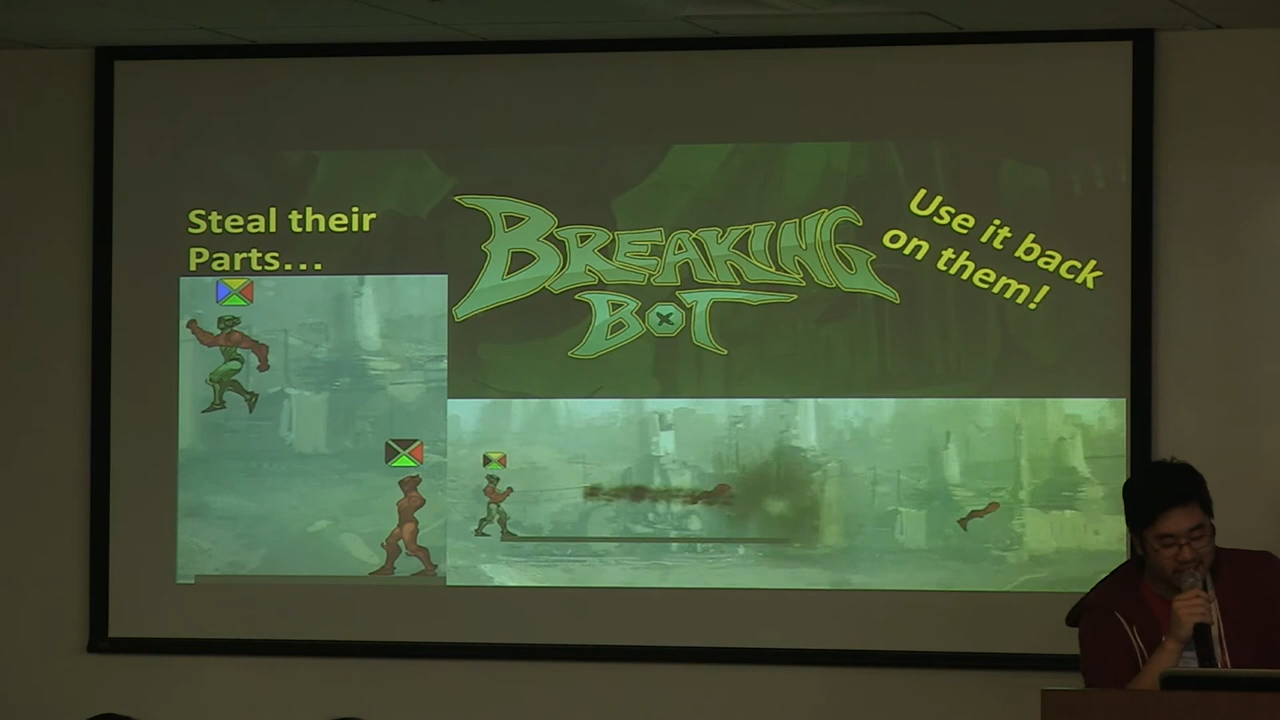 Steal their
Parts...
BREAKING
BOT
Use it back
on them!